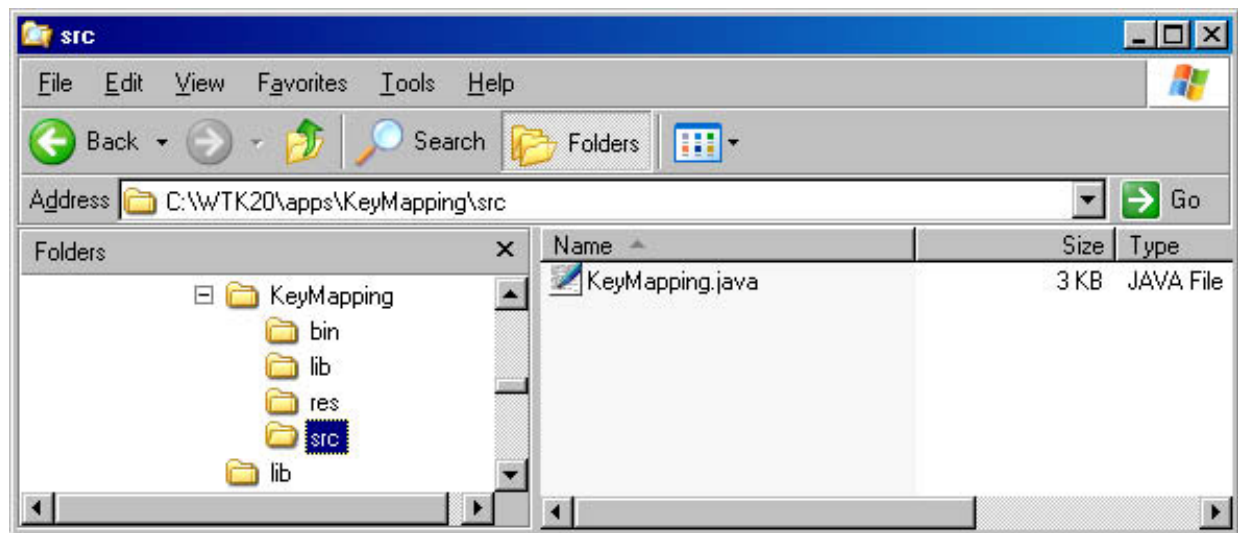 src
File Edit View Favorites Tools Help
Back Search Folders
Address C:\WTK20\apps\KeyMapping\src Go
Folders Name Size Type
KeyMapping KeyMapping.java 3 KB JAVA File
bin
lib
res
src
lib